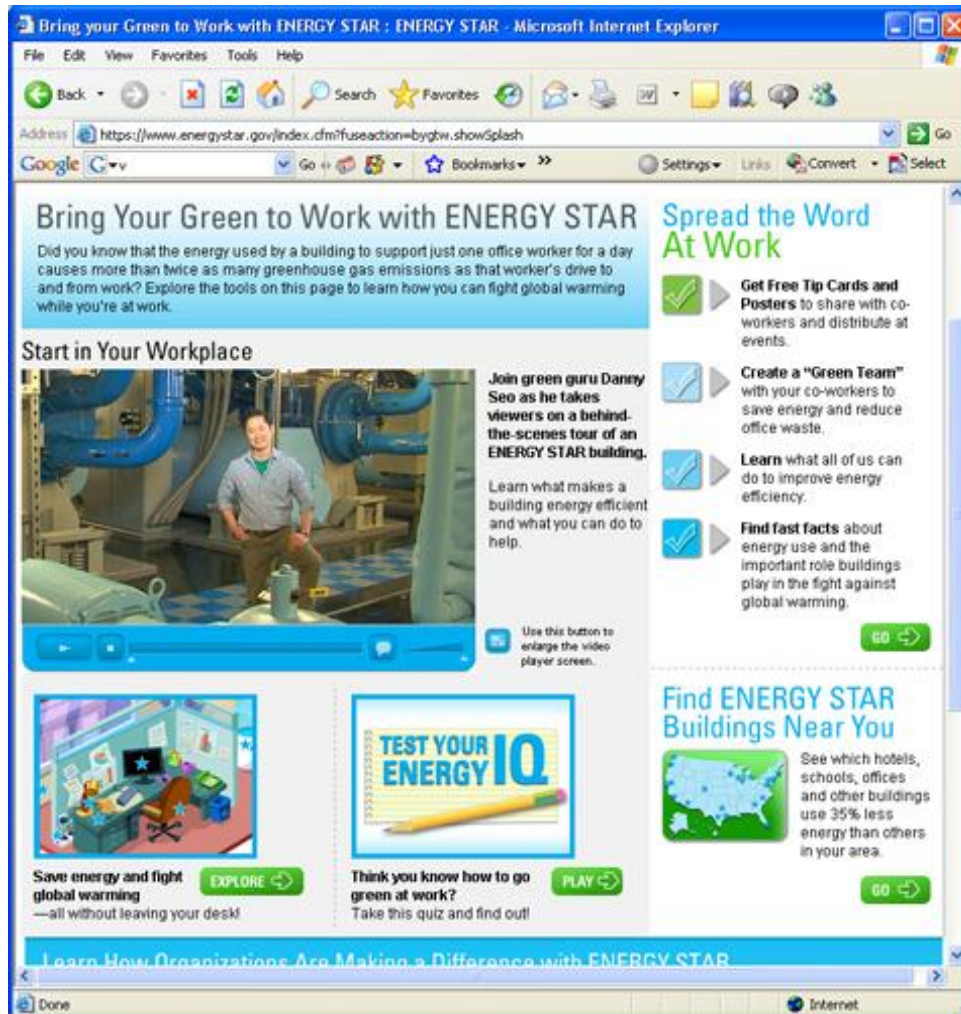 Bring your Green to Work with ENERGY STAR : ENERGY STAR - Microsoft Internet Explorer
File Edit View Favorites Tools Help
Back Search Favorites
Address https://www.energystar.gov/index.cfm?fuseaction=bygtw.showSplash Go
Google G v Go Bookmarks Settings Links Convert Select
Bring Your Green to Work with ENERGY STAR
Did you know that the energy used by a building to support just one office worker for a day
causes more than twice as many greenhouse gas emissions as that worker's drive to
and from work? Explore the tools on this page to learn how you can fight global warming
while you're at work.
Start in Your Workplace
Join green guru Danny
Seo as he takes
viewers on a behind-
the-scenes tour of an
ENERGY STAR building.
Learn what makes a
building energy efficient
and what you can do to
help.
Use this button to
enlarge the video
player screen.
TEST YOUR
ENERGY IQ
Save energy and fight
global warming
—all without leaving your desk!
EXPLORE
Think you know how to go
green at work?
Take this quiz and find out!
PLAY
Spread the Word
At Work
Get Free Tip Cards and
Posters to share with co-
workers and distribute at
events.
Create a “Green Team”
with your co-workers to
save energy and reduce
office waste.
Learn what all of us can
do to improve energy
efficiency.
Find fast facts about
energy use and the
important role buildings
play in the fight against
global warming.
GO
Find ENERGY STAR
Buildings Near You
See which hotels,
schools, offices
and other buildings
use 35% less
energy than others
in your area.
GO
Learn How Organizations Are Making a Difference with ENERGY STAR
Done Internet